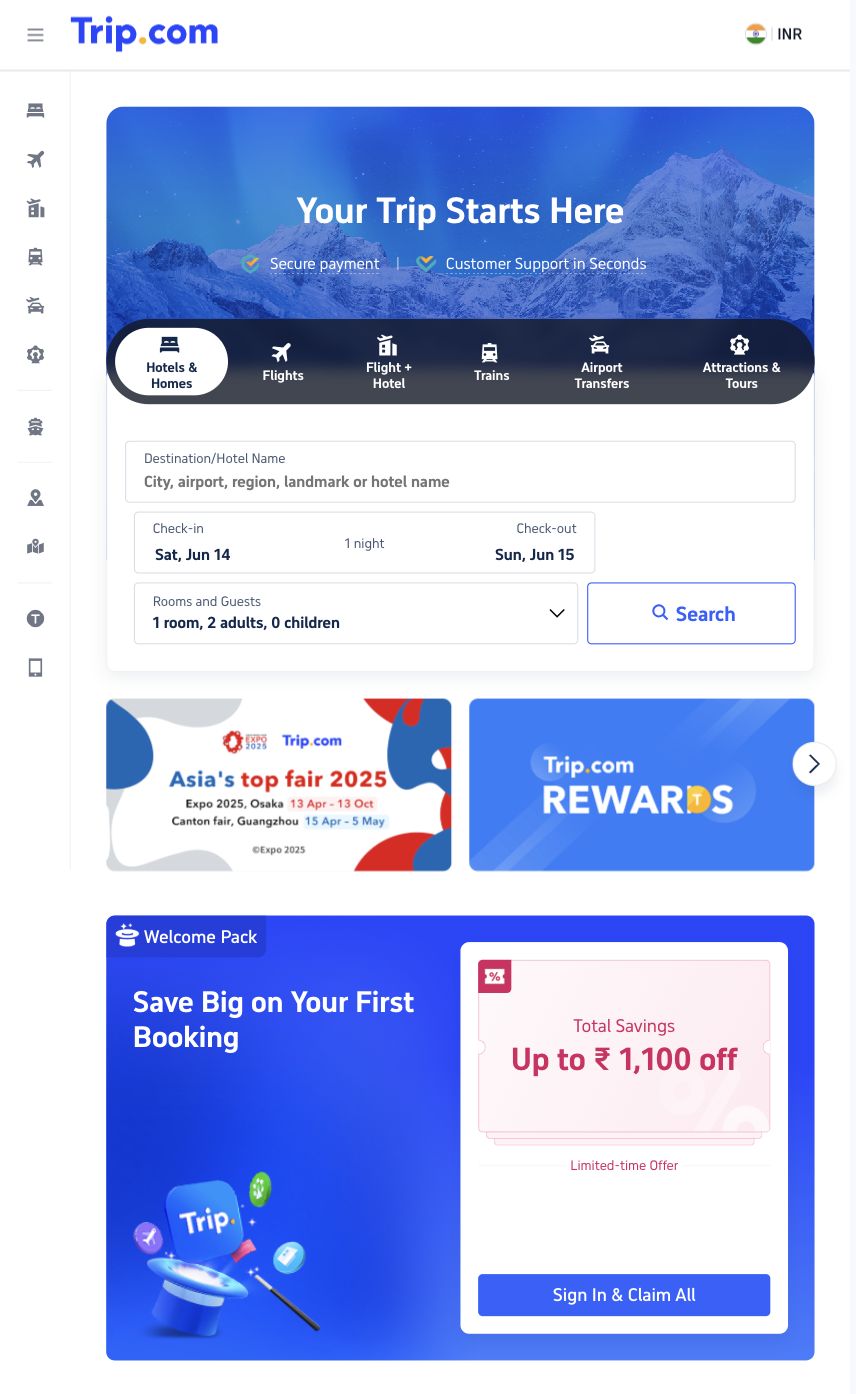 Trip.com
INR
Your Trip Starts Here
Secure payment | Customer Support in Seconds
Hotels &
Homes
Flights
Flight +
Hotel
Trains
Airport
Transfers
Attractions &
Tours
Destination/Hotel Name
City, airport, region, landmark or hotel name
Check-in
Sat, Jun 14
1 night
Check-out
Sun, Jun 15
Rooms and Guests
1 room, 2 adults, 0 children
Search
EXPO
2025
Trip.com
Asia's top fair 2025
Expo 2025, Osaka 13 Apr - 13 Oct
Canton fair, Guangzhou 15 Apr - 5 May
©Expo 2025
Trip.com
REWARDS
Welcome Pack
Save Big on Your First
Booking
Trip.
%
Total Savings
Up to ₹ 1,100 off
%
Limited-time Offer
Sign In & Claim All